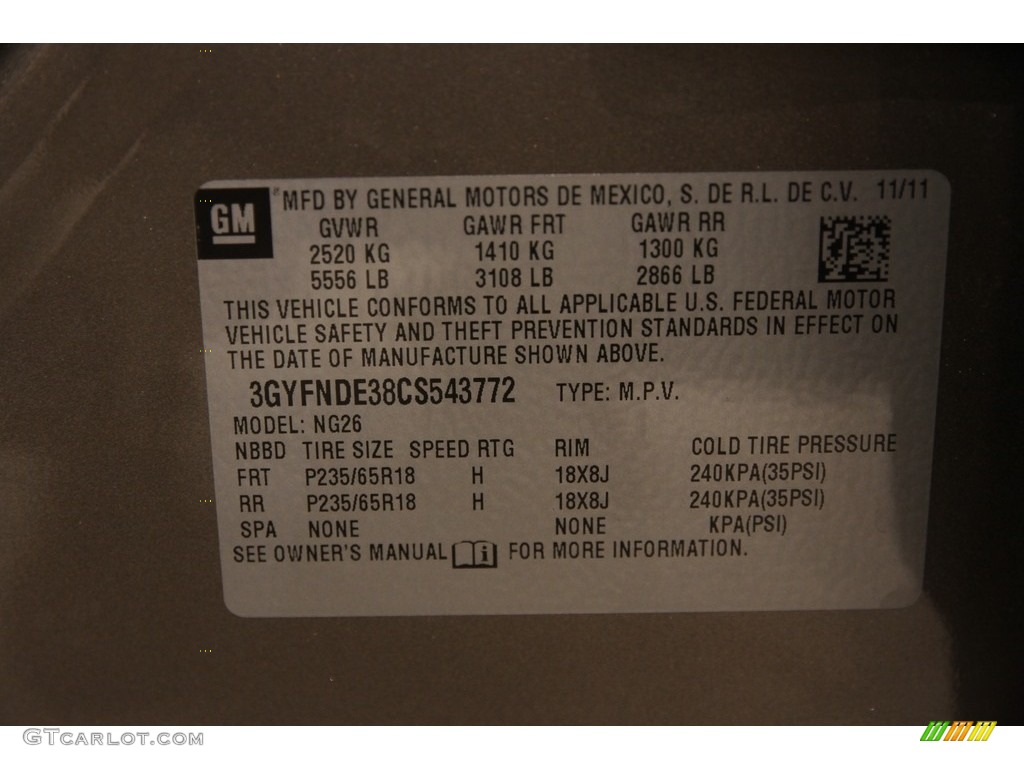 GM
MFD BY GENERAL MOTORS DE MEXICO, S. DE R.L. DE C.V. 11/11
GVWR GAWR FRT GAWR RR
2520 KG 1410 KG 1300 KG
5556 LB 3108 LB 2866 LB
THIS VEHICLE CONFORMS TO ALL APPLICABLE U.S. FEDERAL MOTOR
VEHICLE SAFETY AND THEFT PREVENTION STANDARDS IN EFFECT ON
THE DATE OF MANUFACTURE SHOWN ABOVE.
3GYFNDE38CS543772 TYPE: M.P.V.
MODEL: NG26
NBBD TIRE SIZE SPEED RTG RIM COLD TIRE PRESSURE
FRT P235/65R18 H 18X8J 240KPA(35PSI)
RR P235/65R18 H 18X8J 240KPA(35PSI)
SPA NONE NONE KPA(PSI)
SEE OWNER'S MANUAL FOR MORE INFORMATION.
GTcarlot.com